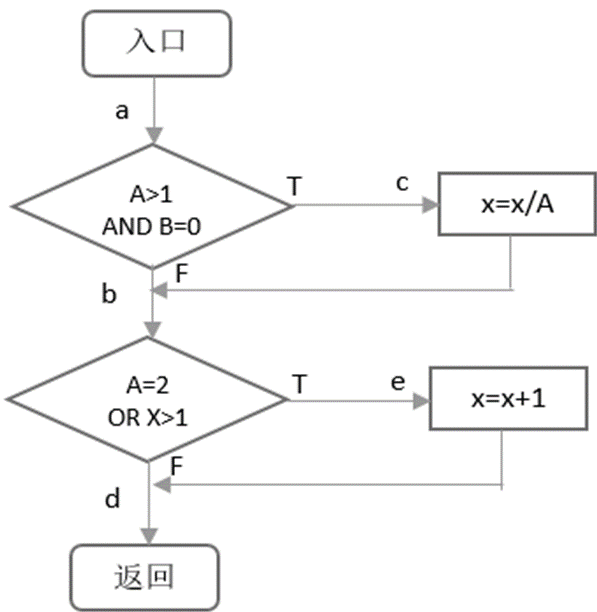 入口
a
A>1
AND B=0
T
c
x=x/A
F
b
A=2
OR X>1
T
e
x=x+1
F
d
返回